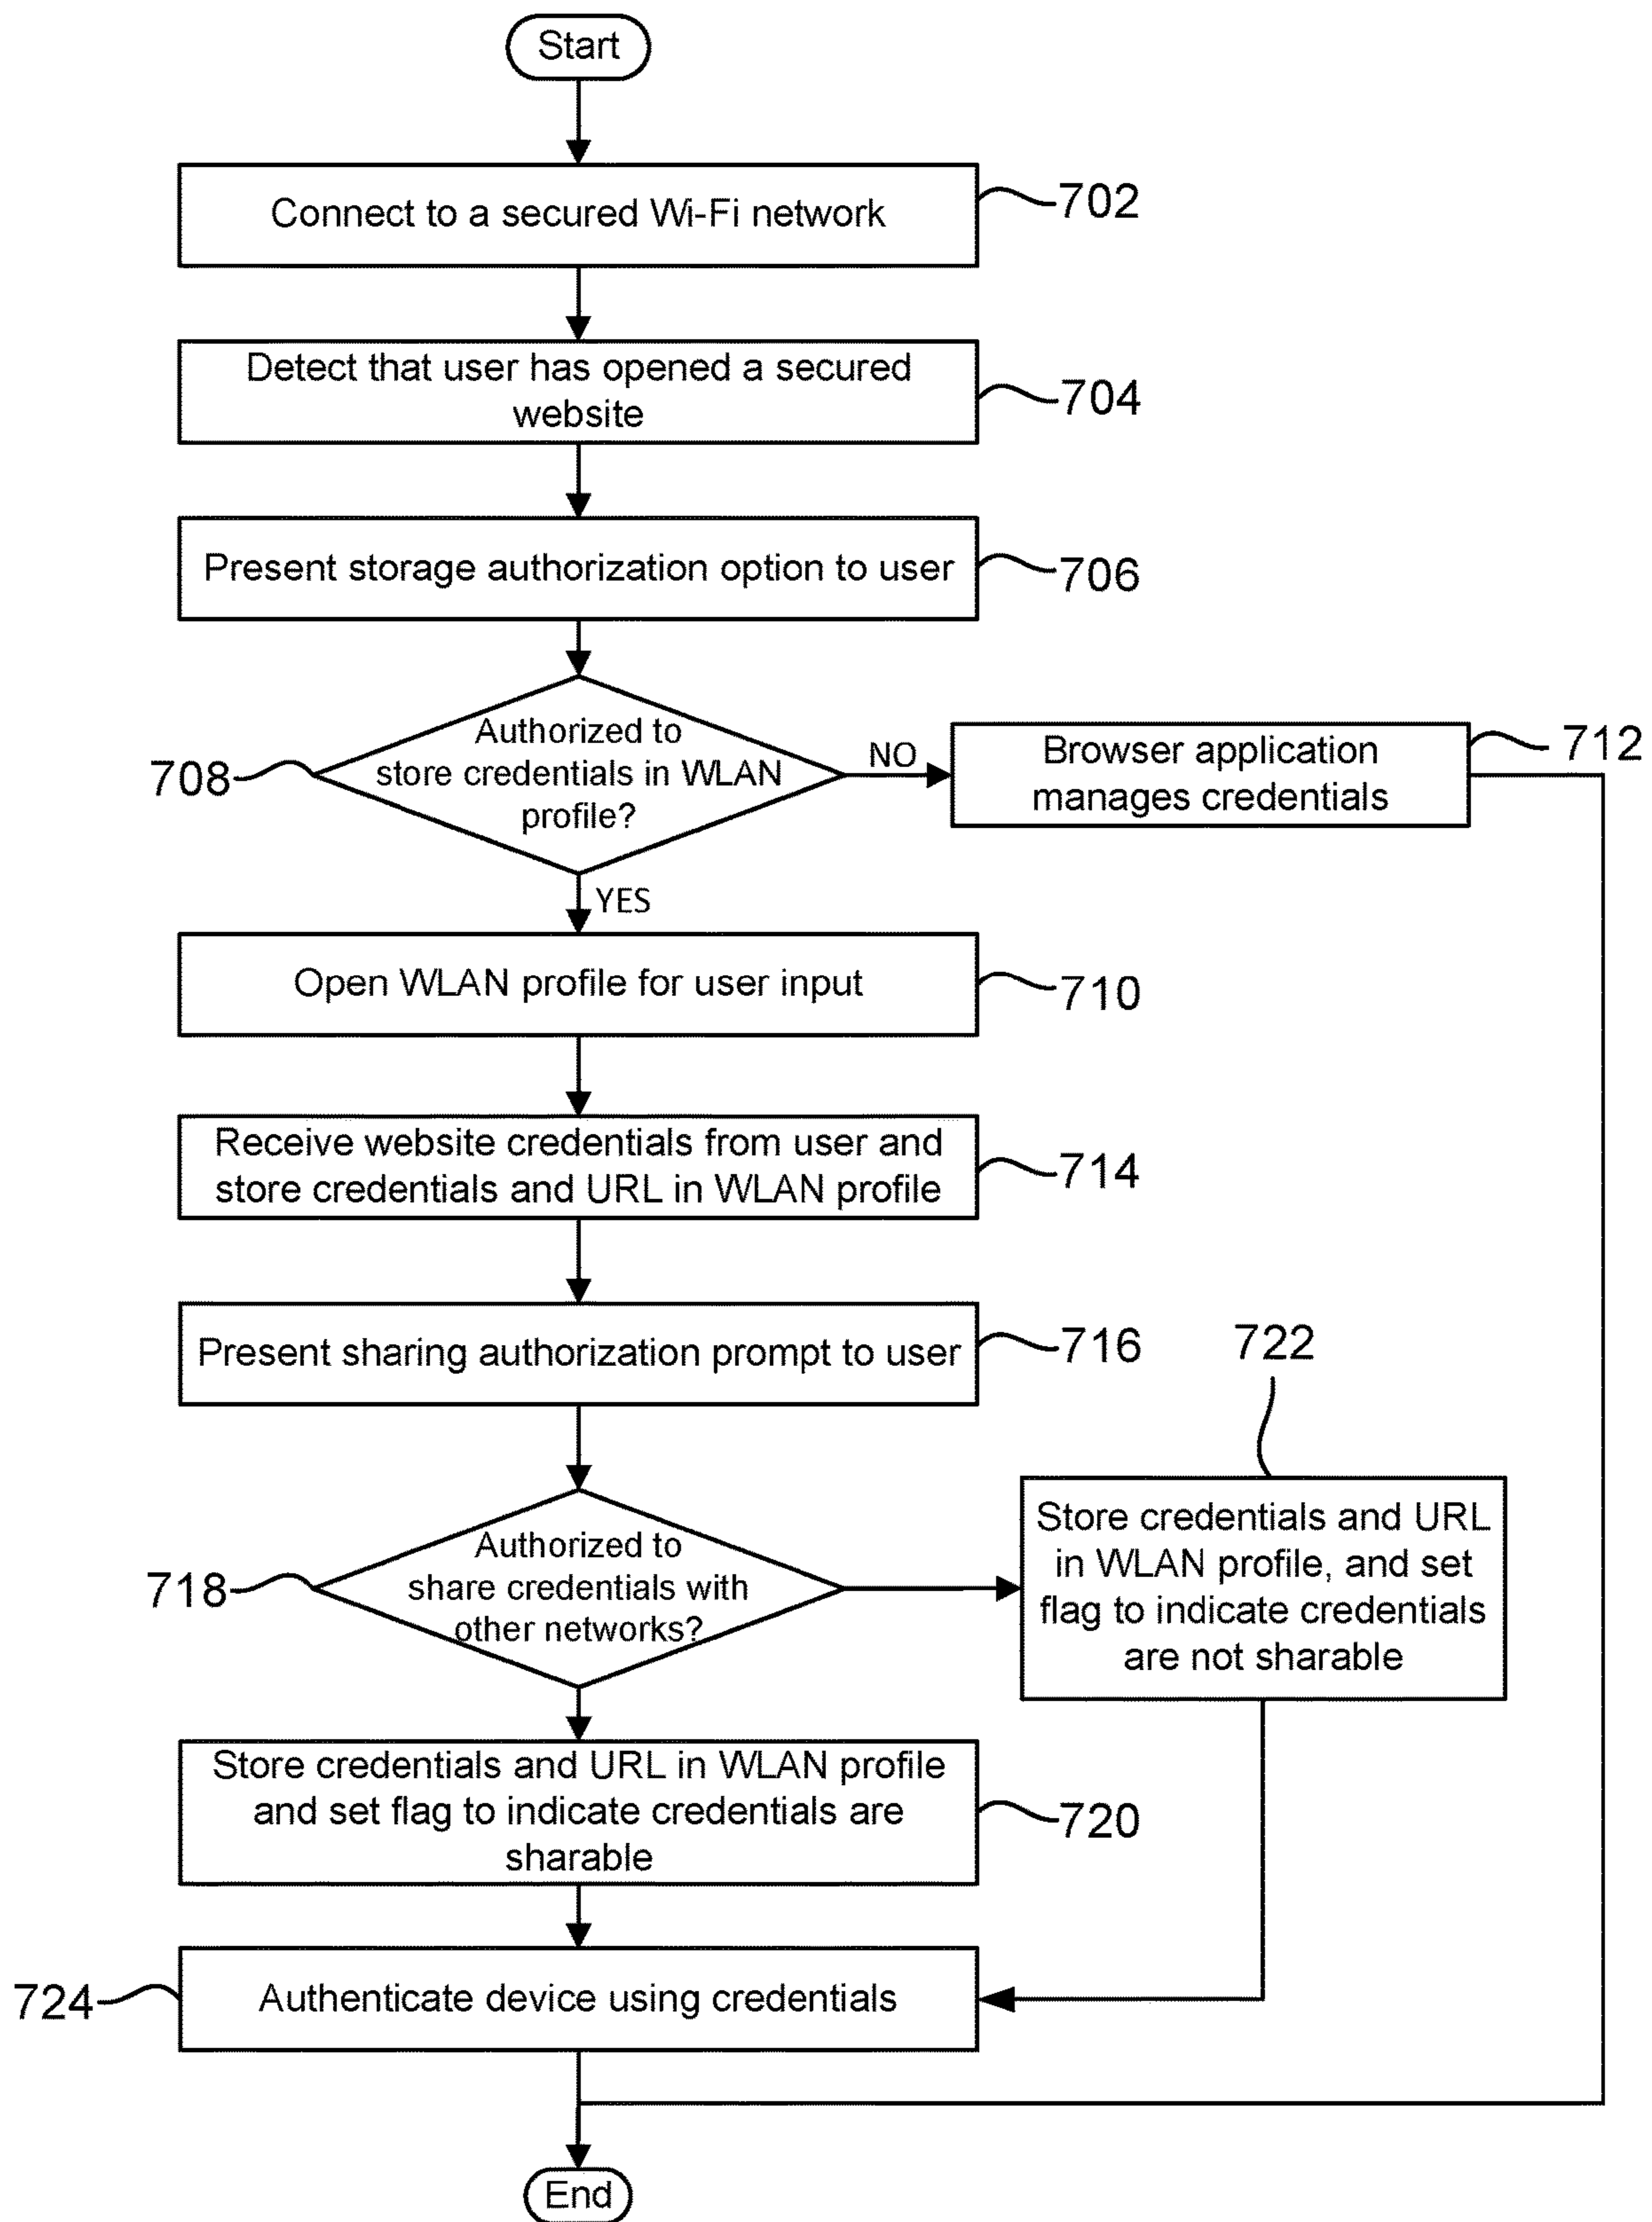 Start
Connect to a secured Wi-Fi network
702
Detect that user has opened a secured
website
704
Present storage authorization option to user
706
Authorized to
store credentials in WLAN
profile?
708
NO
Browser application
manages credentials
712
YES
Open WLAN profile for user input
710
Receive website credentials from user and
store credentials and URL in WLAN profile
714
Present sharing authorization prompt to user
716
722
Authorized to
share credentials with
other networks?
718
Store credentials and URL
in WLAN profile, and set
flag to indicate credentials
are not sharable
Store credentials and URL in WLAN profile
and set flag to indicate credentials are
sharable
720
724
Authenticate device using credentials
End